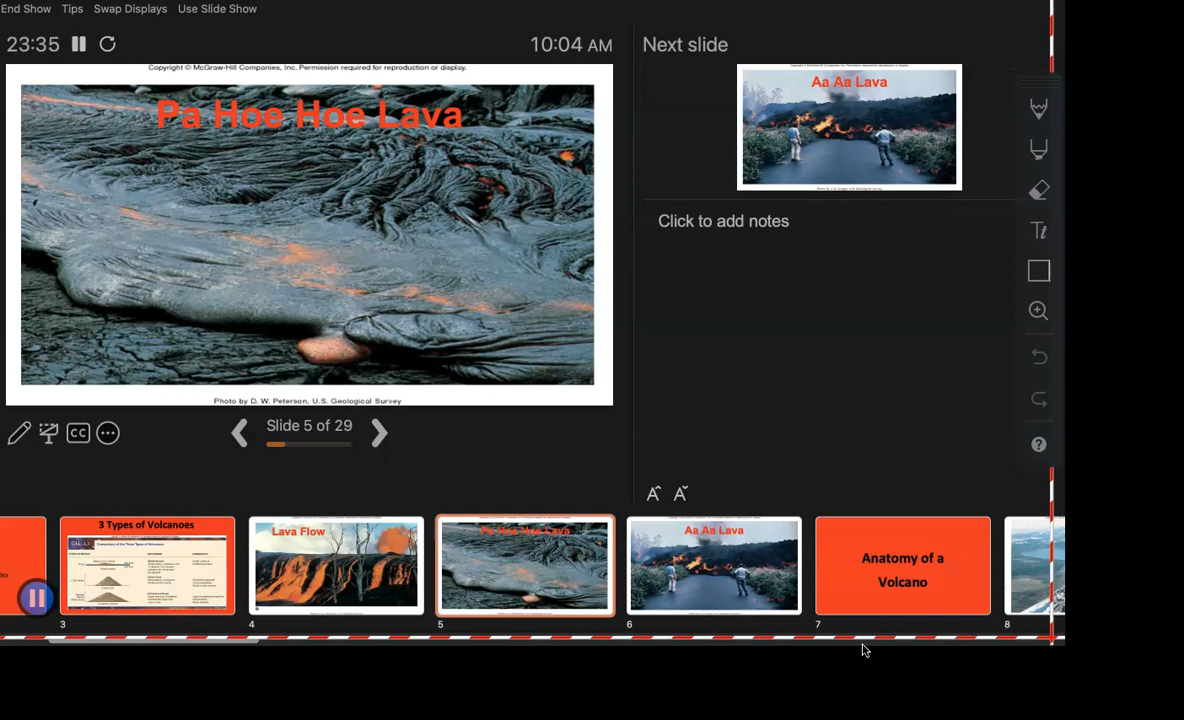 End Show Tips Swap Displays Use Slide Show
23:35
10:04 AM
Next slide
Copyright © McGraw-Hill Companies, Inc. Permission required for reproduction or display.
Pa Hoe Hoe Lava
Photo by D. W. Peterson, U.S. Geological Survey
Aa Aa Lava
Click to add notes
CC
Slide 5 of 29
3 Types of Volcanoes
Lava Flow
Pa Hoe Hoe Lava
Aa Aa Lava
Anatomy of a
Volcano
3
4
5
6
7
8